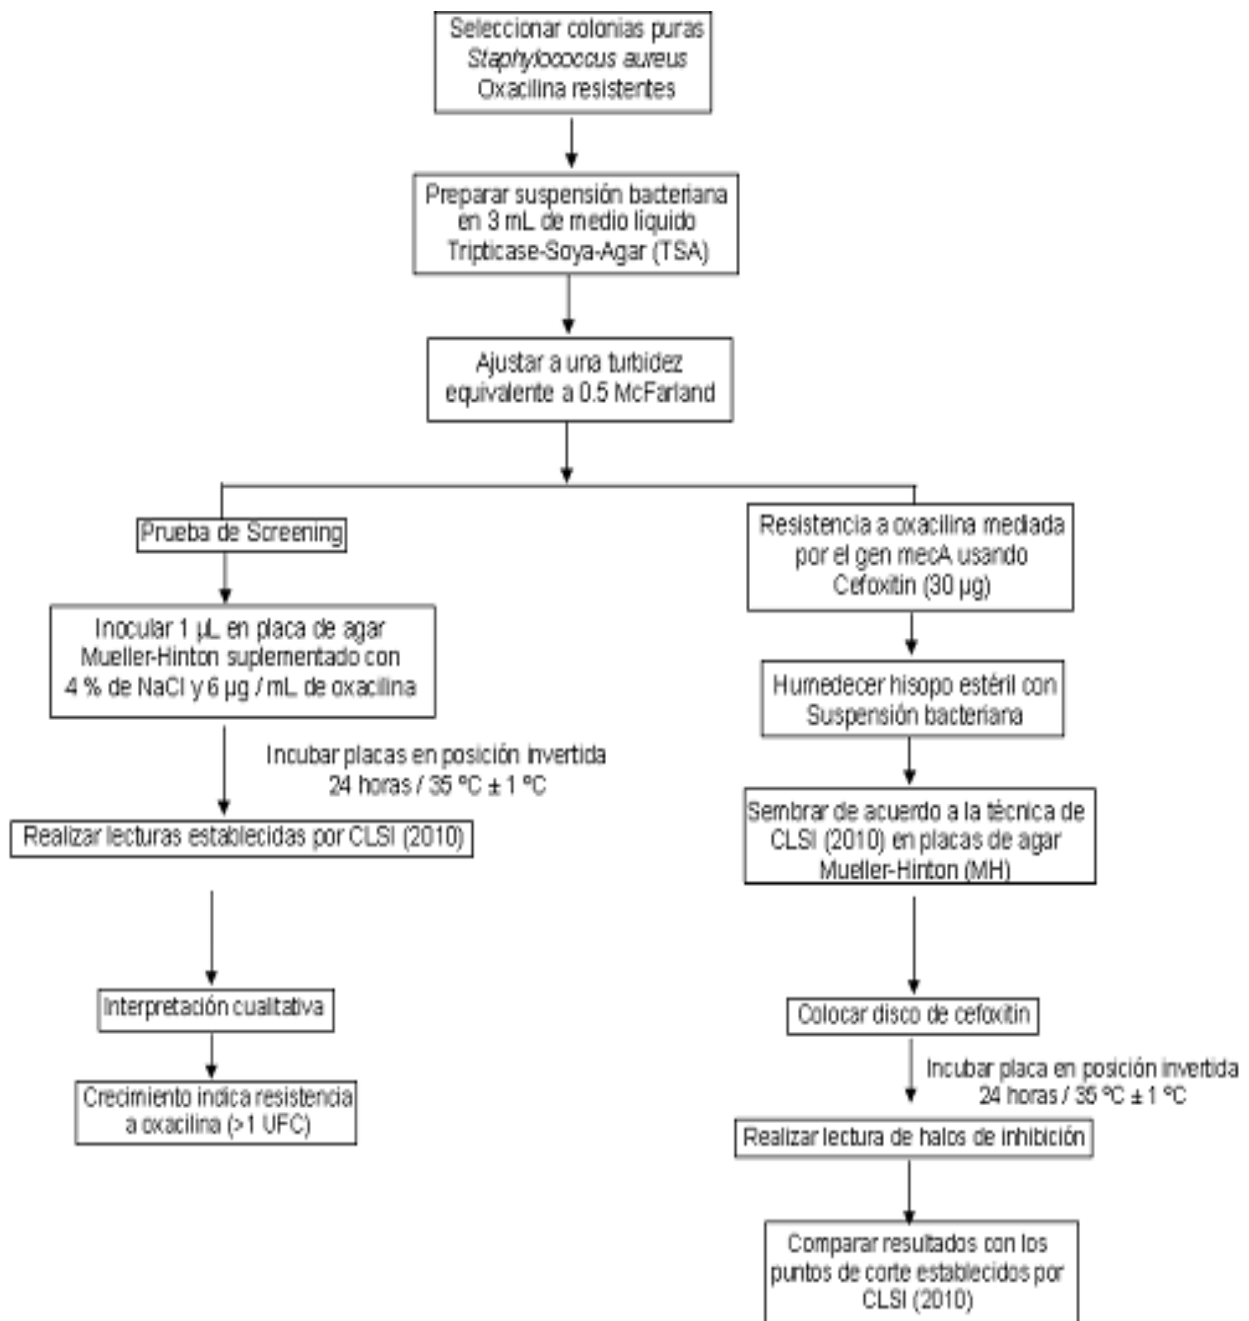 Seleccionar colonias puras
Staphylococcus aureus
Oxacilina resistentes
Preparar suspensión bacteriana
en 3 mL de medio líquido
Tripticase-Soya-Agar (TSA)
Ajustar a una turbidez
equivalente a 0.5 McFarland
Prueba de Screening
Inocular 1 µL en placa de agar
Mueller-Hinton suplementado con
4 % de NaCl y 6 µg / mL de oxacilina
Incubar placas en posición invertida
24 horas / 35 ºC ± 1 ºC
Realizar lecturas establecidas por CLSI (2010)
Interpretación cualitativa
Crecimiento indica resistencia
a oxacilina (>1 UFC)
Resistencia a oxacilina mediada
por el gen mecA usando
Cefoxitin (30 µg)
Humedecer hisopo estéril con
Suspensión bacteriana
Sembrar de acuerdo a la técnica de
CLSI (2010) en placas de agar
Mueller-Hinton (MH)
Colocar disco de cefoxitin
Incubar placa en posición invertida
24 horas / 35 ºC ± 1 ºC
Realizar lectura de halos de inhibición
Comparar resultados con los
puntos de corte establecidos por
CLSI (2010)